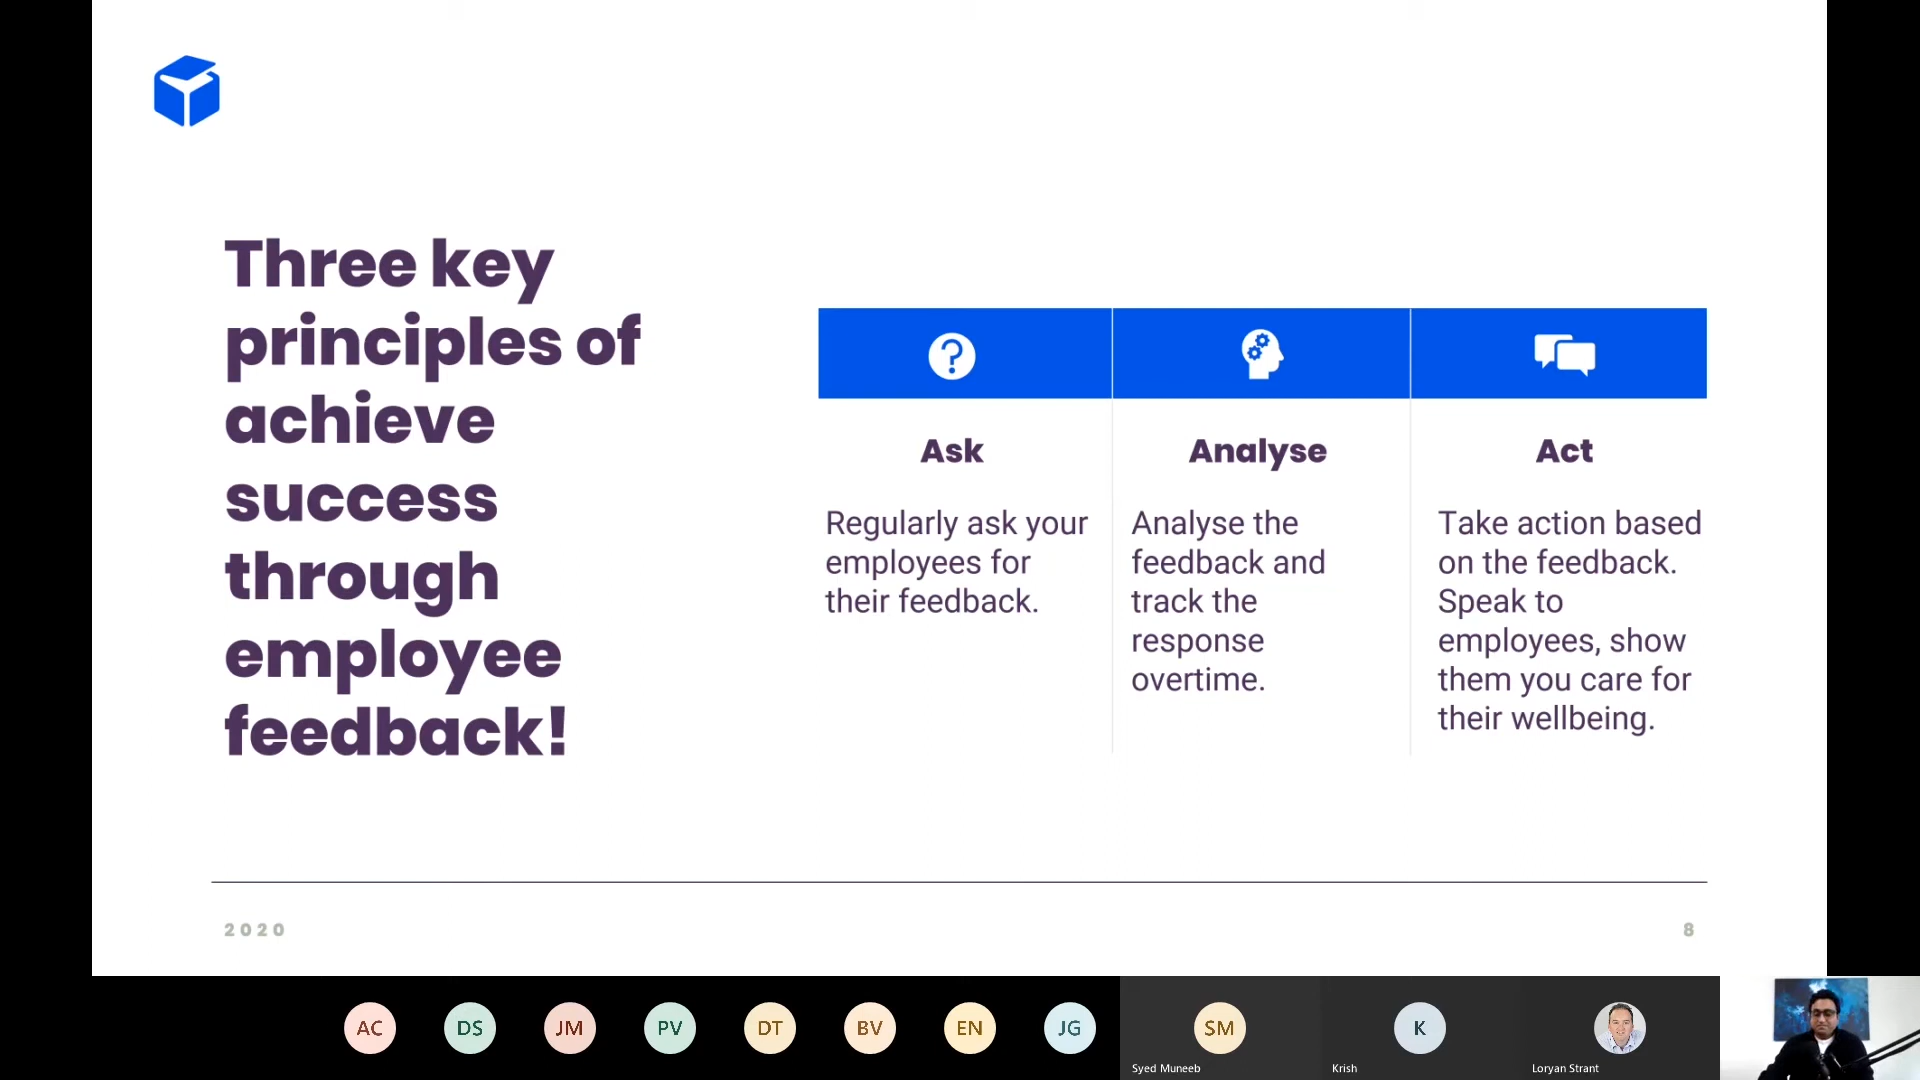 Three key
principles of
achieve
success
through
employee
feedback!
?
Ask
Regularly ask your
employees for
their feedback.
Analyse
Analyse the
feedback and
track the
response
overtime.
Act
Take action based
on the feedback.
Speak to
employees, show
them you care for
their wellbeing.
2020
8
AC
DS
JM
PV
DT
BV
EN
JG
SM
Syed Muneeb
K
Krish
Loryan Strant